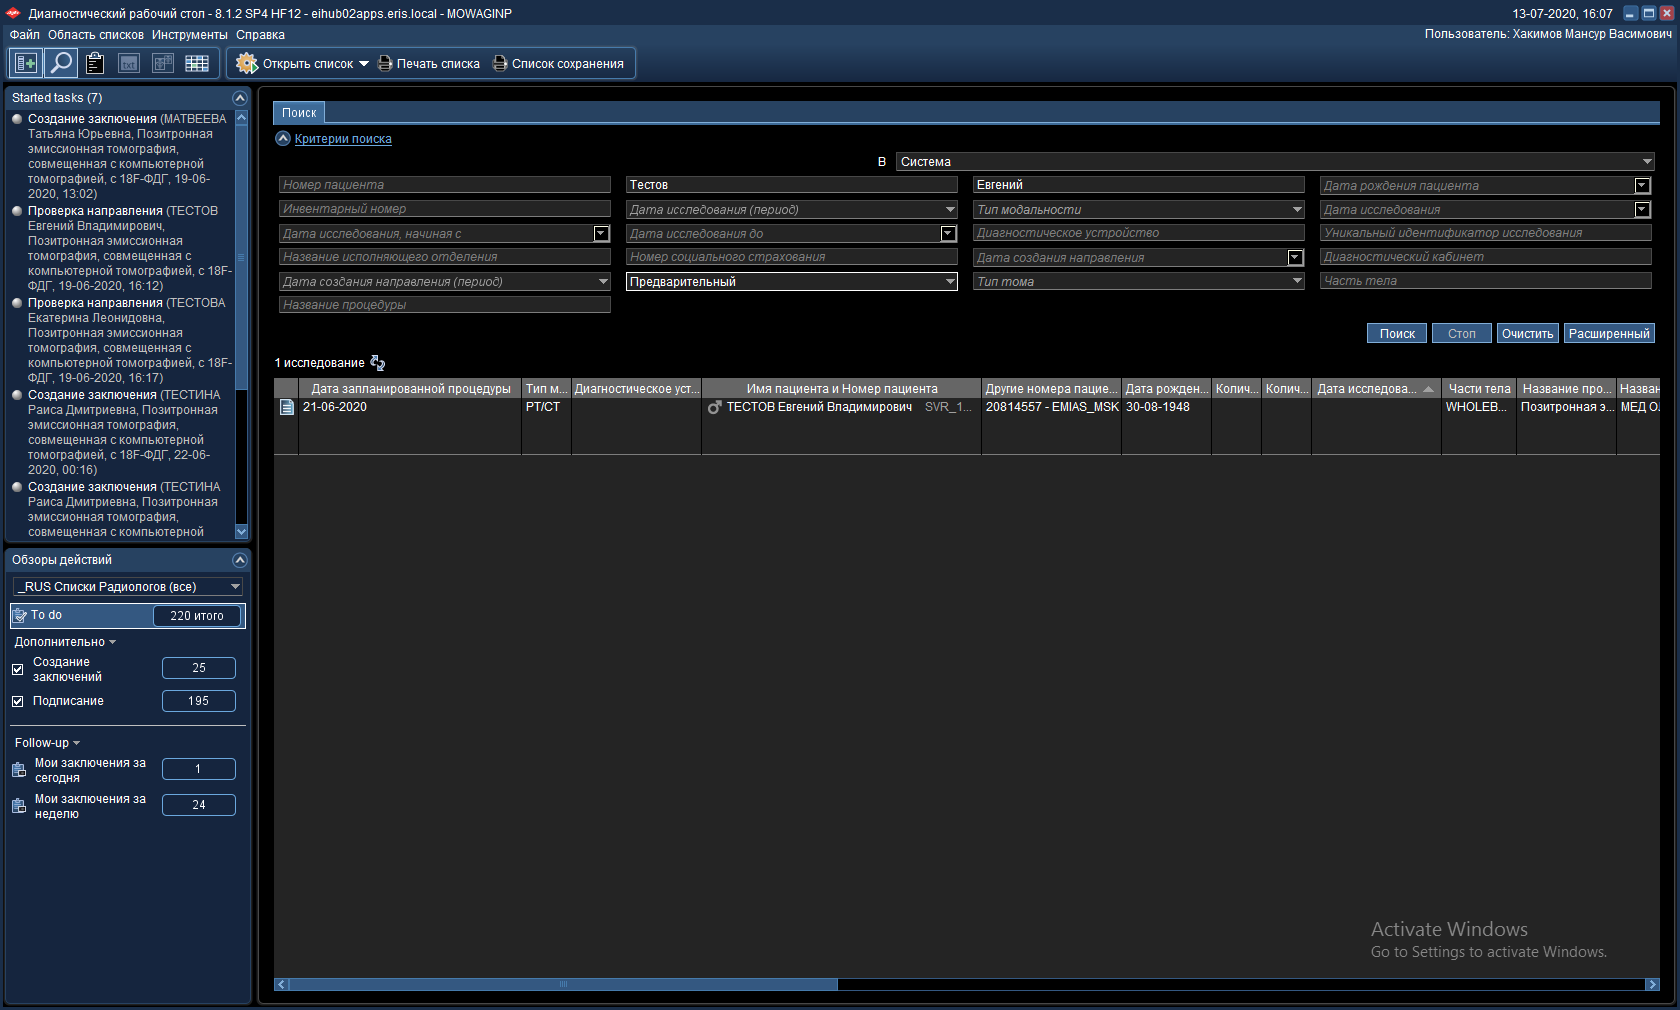 Диагностический рабочий стол - 8.1.2 SP4 HF12 - eihub02apps.eris.local - MOWAGINP
13-07-2020, 16:07
Файл Область списков Инструменты Справка
Пользователь: Хакимов Мансур Васимович
Открыть список Печать списка Список сохранения
Started tasks (7)
Создание заключения (МАТВЕЕВА
Татьяна Юрьевна, Позитронная
эмиссионная томография,
совмещенная с компьютерной
томографией, с 18F-ФДГ, 19-06-
2020, 13:02)
Проверка направления (ТЕСТОВ
Евгений Владимирович,
Позитронная эмиссионная
томография, совмещенная с
компьютерной томографией, с 18F-
ФДГ, 19-06-2020, 16:12)
Проверка направления (ТЕСТОВА
Екатерина Леонидовна,
Позитронная эмиссионная
томография, совмещенная с
компьютерной томографией, с 18F-
ФДГ, 19-06-2020, 16:17)
Создание заключения (ТЕСТИНА
Раиса Дмитриевна, Позитронная
эмиссионная томография,
совмещенная с компьютерной
томографией, с 18F-ФДГ, 22-06-
2020, 00:16)
Создание заключения (ТЕСТИНА
Раиса Дмитриевна, Позитронная
эмиссионная томография,
совмещенная с компьютерной
Обзоры действий
_RUS Списки Радиологов (все)
To do 220 итого
Дополнительно
Создание
заключений
25
Подписание 195
Follow-up
Мои заключения за
сегодня
1
Мои заключения за
неделю
24
Поиск
Критерии поиска
В Система
Номер пациента Тестов Евгений Дата рождения пациента
Инвентарный номер Дата исследования (период) Тип модальности Дата исследования
Дата исследования, начиная с Дата исследования до Диагностическое устройство Уникальный идентификатор исследования
Название исполняющего отделения Номер социального страхования Дата создания направления Диагностический кабинет
Дата создания направления (период) Предварительный Тип тома Часть тела
Название процедуры
Поиск Стоп Очистить Расширенный
1 исследование
Дата запланированной процедуры Тип м... Диагностическое уст... Имя пациента и Номер пациента Другие номера пацие... Дата рожден... Колич... Колич... Дата исследова... Части тела Название про... Назван
21-06-2020 PT/CT ТЕСТОВ Евгений Владимирович SVR_1... 20814557 - EMIAS_MSK 30-08-1948 WHOLEB... Позитронная э... МЕД О.
Activate Windows
Go to Settings to activate Windows.